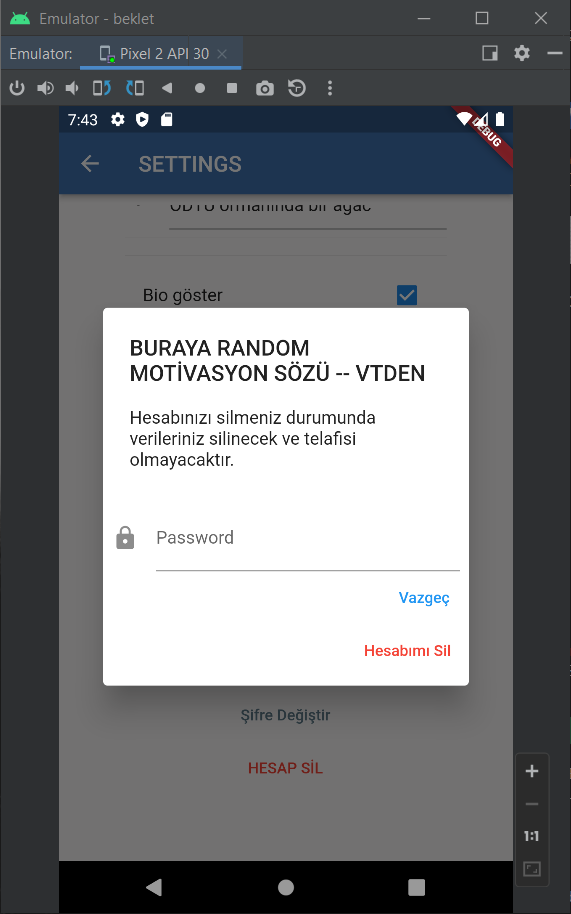 Emulator - beklet
Emulator: Pixel 2 API 30
7:43
DEBUG
SETTINGS
ODTÜ ormanında bir ağaç
Bio göster
BURAYA RANDOM
MOTİVASYON SÖZÜ -- VTDEN
Hesabınızı silmeniz durumunda
verileriniz silinecek ve telafisi
olmayacaktır.
Password
Vazgeç
Hesabımı Sil
Şifre Değiştir
HESAP SİL
1:1